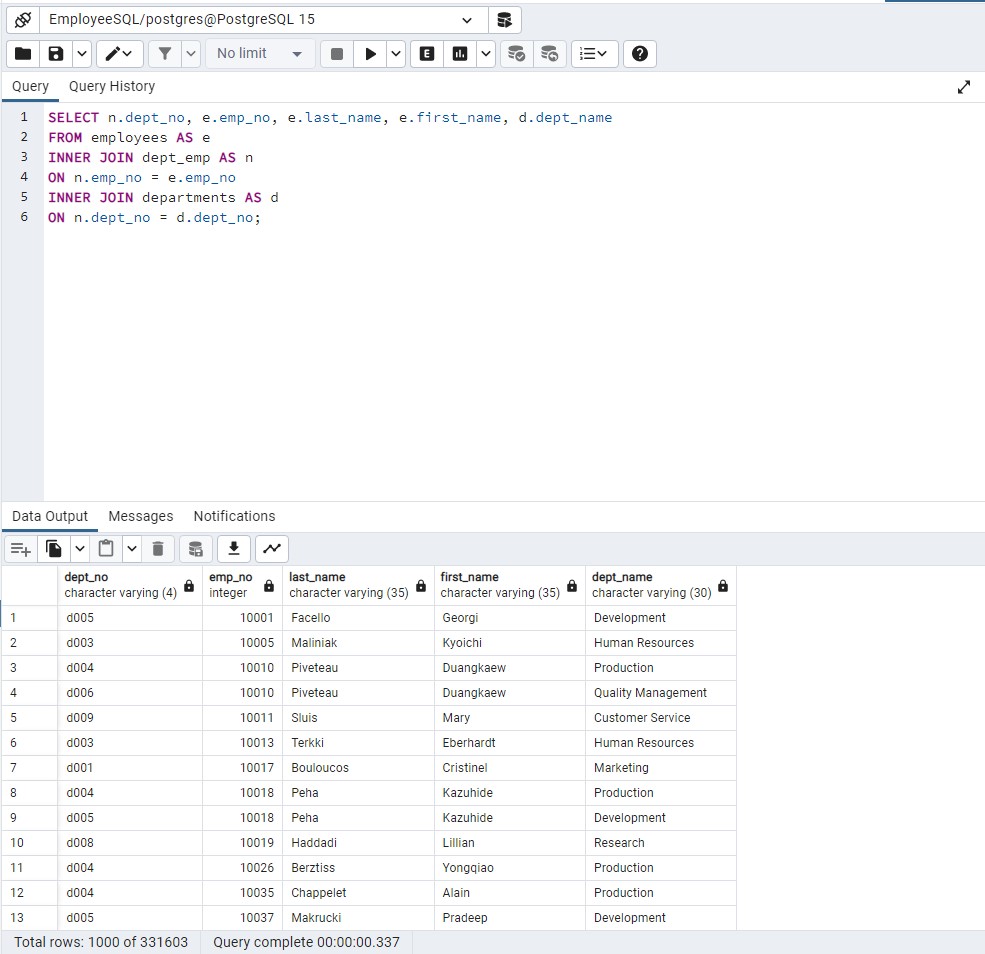 EmployeeSQL/postgres@PostgreSQL 15
No limit
E
Query Query History
1 SELECT n.dept_no, e.emp_no, e.last_name, e.first_name, d.dept_name
2 FROM employees AS e
3 INNER JOIN dept_emp AS n
4 ON n.emp_no = e.emp_no
5 INNER JOIN departments AS d
6 ON n.dept_no = d.dept_no;
Data Output Messages Notifications
dept_no emp_no last_name first_name dept_name
character varying (4) integer character varying (35) character varying (35) character varying (30)
1 d005 10001 Facello Georgi Development
2 d003 10005 Maliniak Kyoichi Human Resources
3 d004 10010 Piveteau Duangkaew Production
4 d006 10010 Piveteau Duangkaew Quality Management
5 d009 10011 Sluis Mary Customer Service
6 d003 10013 Terkki Eberhardt Human Resources
7 d001 10017 Bouloucos Cristinel Marketing
8 d004 10018 Peha Kazuhide Production
9 d005 10018 Peha Kazuhide Development
10 d008 10019 Haddadi Lillian Research
11 d004 10026 Berztiss Yongqiao Production
12 d004 10035 Chappelet Alain Production
13 d005 10037 Makrucki Pradeep Development
Total rows: 1000 of 331603 Query complete 00:00:00.337